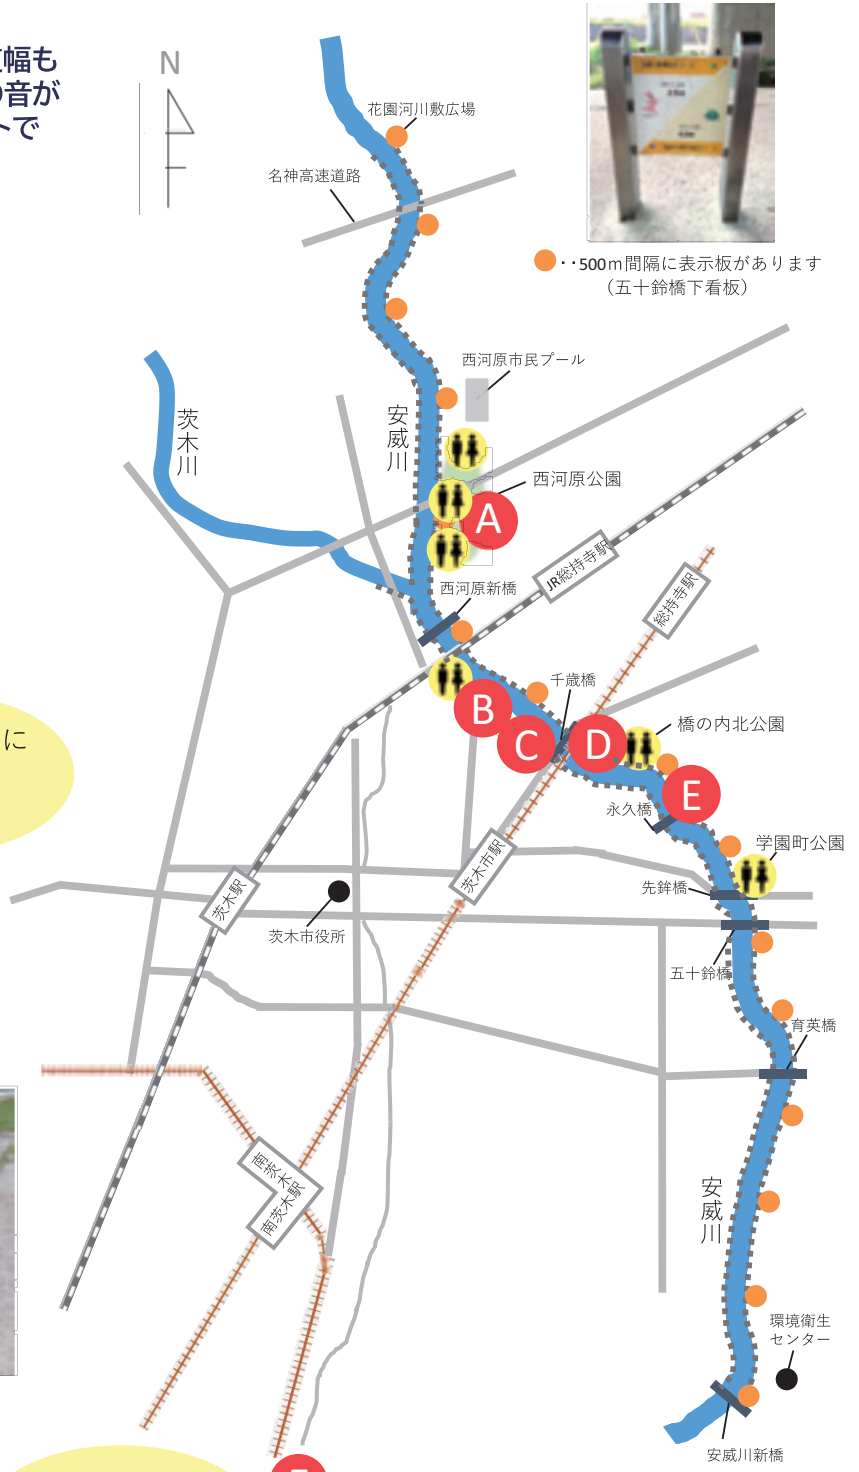 幅も
の音が
トで
N
花園河川敷広場
名神高速道路
・・500m間隔に表示板があります
（五十鈴橋下看板）
西河原市民プール
茨木川
安威川
西河原公園
A
JR総持寺駅
総持寺駅
西河原新橋
千歳橋
B
C
D
橋の内北公園
に
E
永久橋
学園町公園
茨木市駅
先鉾橋
茨木駅
茨木市役所
五十鈴橋
育英橋
南茨木
南茨木駅
安威川
環境衛生
センター
安威川新橋